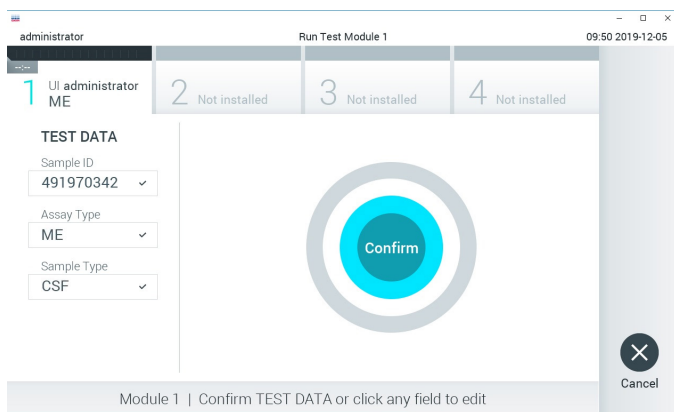 administrator Run Test Module 1 09:50 2019-12-05
--:--
1 UI administrator
ME
2 Not installed
3 Not installed
4 Not installed
TEST DATA
Sample ID
491970342
Assay Type
ME
Sample Type
CSF
Confirm
Cancel
Module 1 | Confirm TEST DATA or click any field to edit